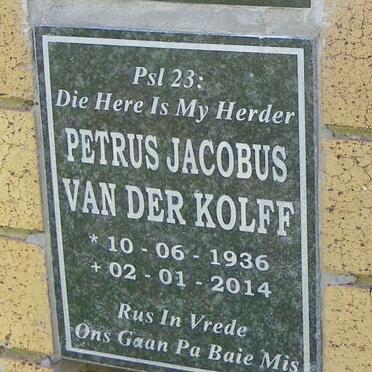 Psl 23:
Die Here Is My Herder
PETRUS JACOBUS
VAN DER KOLFF
* 10 - 06 - 1936
+ 02 - 01 - 2014
Rus In Vrede
Ons Gaan Pa Baie Mis